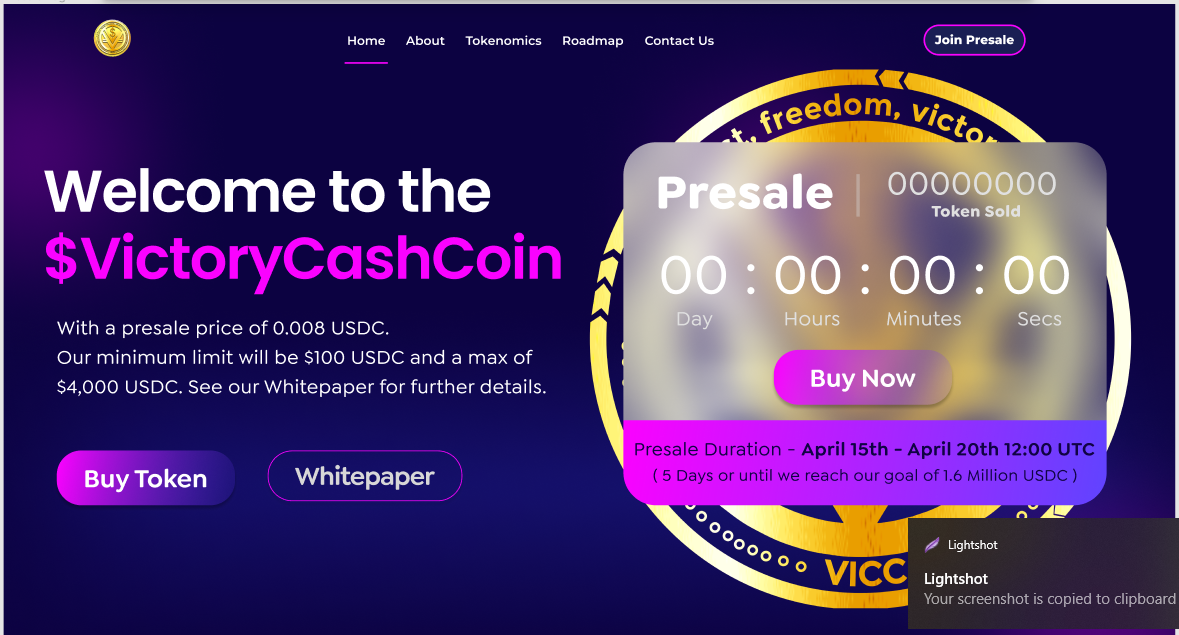 Home About Tokenomics Roadmap Contact Us Join Presale
freedom, victor
Welcome to the
$VictoryCashCoin
With a presale price of 0.008 USDC.
Our minimum limit will be $100 USDC and a max of
$4,000 USDC. See our Whitepaper for further details.
Buy Token Whitepaper
Presale | 00000000
Token Sold
00 : 00 : 00 : 00
Day Hours Minutes Secs
Buy Now
Presale Duration - April 15th - April 20th 12:00 UTC
( 5 Days or until we reach our goal of 1.6 Million USDC )
VICC
Lightshot
Lightshot
Your screenshot is copied to clipboard